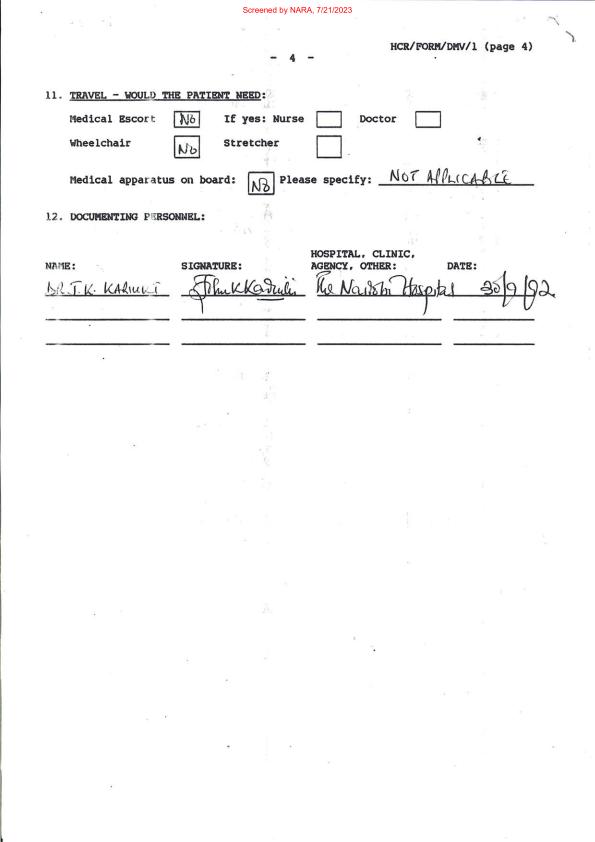 Screened by NARA, 7/21/2023
HCR/FORM/DMV/1 (page 4)
- 4 -
11. TRAVEL - WOULD THE PATIENT NEED:
Medical Escort No If yes: Nurse Doctor
Wheelchair No Stretcher
Medical apparatus on board: No Please specify: NOT APPLICABLE
12. DOCUMENTING PERSONNEL:
HOSPITAL, CLINIC,
NAME: SIGNATURE: AGENCY, OTHER: DATE:
DR. J.K. KARIUKI John K Kariuki The Nairobi Hospital 30/9/92